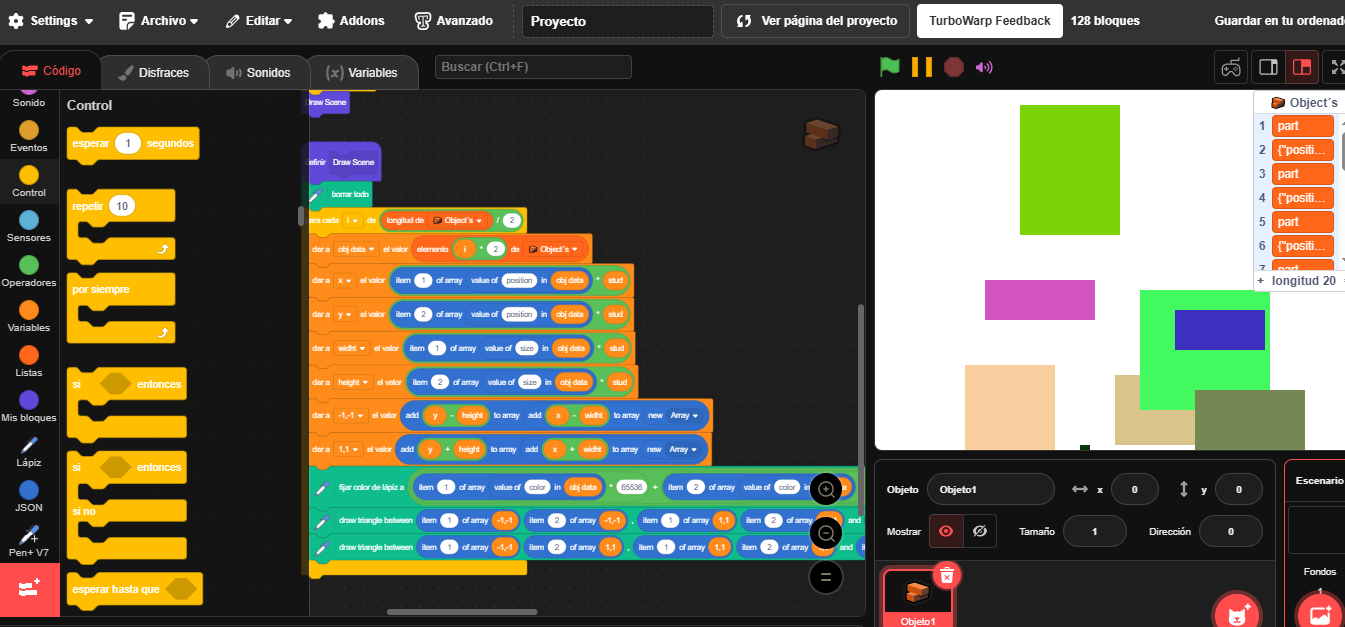 Settings Archivo Editar Addons Avanzado Proyecto Ver página del proyecto TurboWarp Feedback 128 bloques Guardar en tu ordenado
Código Disfraces Sonidos Variables Buscar (Ctrl+F)
Sonido
Eventos
Control
Sensores
Operadores
Variables
Listas
Mis bloques
Lápiz
JSON
Pen+ V7
Control
esperar 1 segundos
repetir 10
por siempre
si entonces
si entonces
si no
esperar hasta que
Draw Scene
efinir Draw Scene
borrar todo
ara cada i de longitud de Object´s / 2
dar a obj data el valor elemento i * 2 de Object´s
dar a x el valor item 1 of array value of position in obj data * stud
dar a y el valor item 2 of array value of position in obj data * stud
dar a widht el valor item 1 of array value of size in obj data * stud
dar a height el valor item 2 of array value of size in obj data * stud
dar a -1,-1 el valor add y - height to array add x - widht to array new Array
dar a 1,1 el valor add y + height to array add x + widht to array new Array
fijar color de lápiz a item 1 of array value of color in obj data * 65536 + item 2 of array value of color in
draw triangle between item 1 of array -1,-1 item 2 of array -1,-1 , item 1 of array 1,1 item 2 of array and
draw triangle between item 1 of array -1,-1 item 2 of array 1,1 , item 1 of array 1,1 item 2 of array and
Object´s
1 part
2 {"positi...
3 part
4 {"positi...
5 part
6 {"positi...
7 part
+ longitud 20 =
Objeto Objeto1 x 0 y 0
Mostrar Tamaño 1 Dirección 0
Objeto1
Escenario
Fondos
1